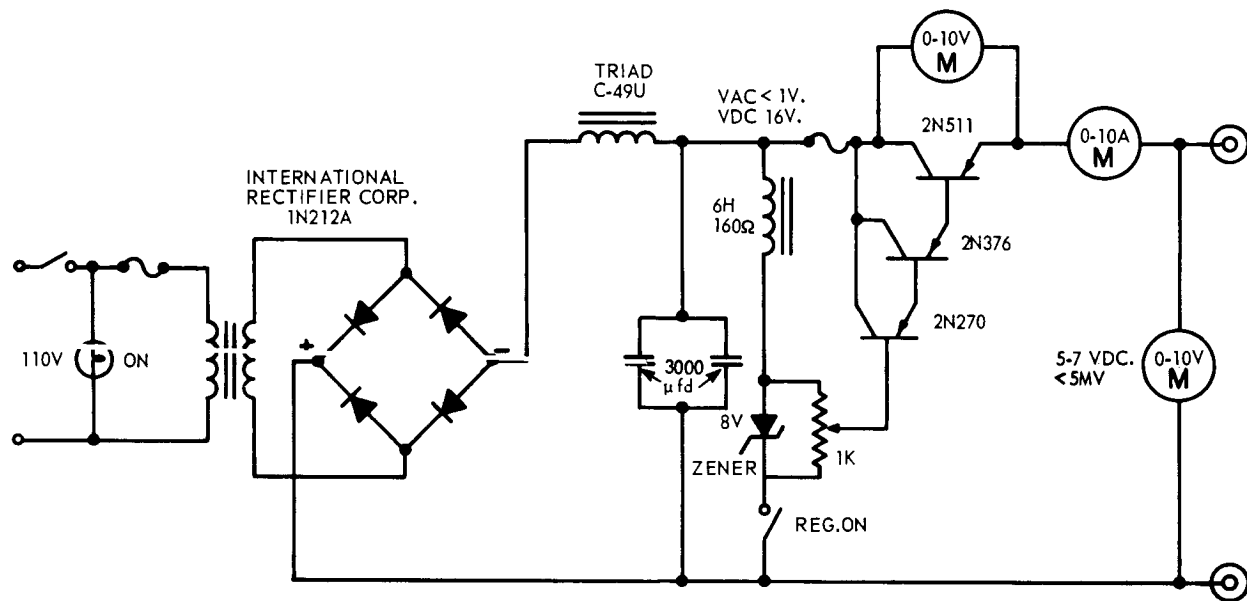 0-10V
M
TRIAD
C-49U
VAC < 1V.
VDC 16V.
2N511
0-10A
M
INTERNATIONAL
RECTIFIER CORP.
1N212A
6H
160Ω
2N376
2N270
110V
ON
+
-
3000
μfd
5-7 VDC.
<5MV
0-10V
M
8V
ZENER
1K
REG.ON